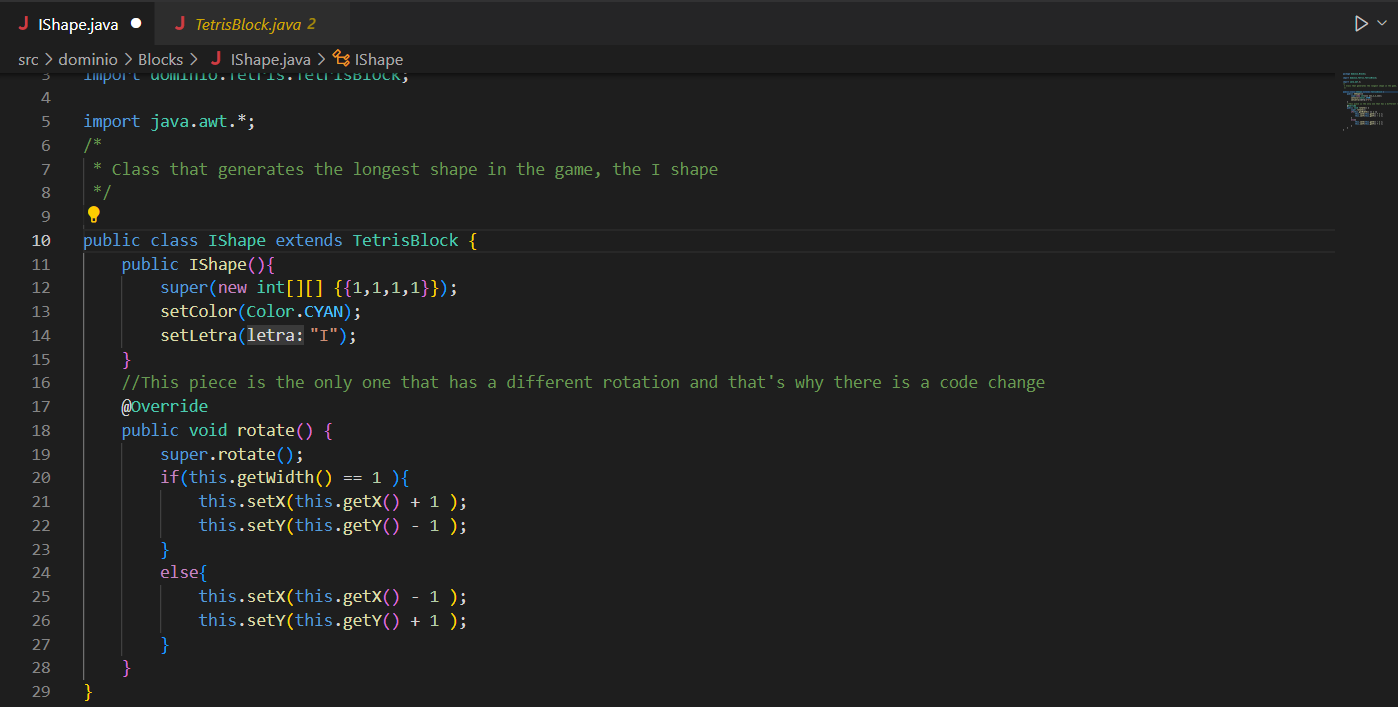 J IShape.java ●
J TetrisBlock.java 2
src > dominio > Blocks > J IShape.java > IShape
3 import dominio.Tetris.TetrisBlock;
4
5 import java.awt.*;
6 /*
7  * Class that generates the longest shape in the game, the I shape
8  */
9
10 public class IShape extends TetrisBlock {
11     public IShape(){
12         super(new int[][] {{1,1,1,1}});
13         setColor(Color.CYAN);
14         setLetra(letra: "I");
15     }
16     //This piece is the only one that has a different rotation and that's why there is a code change
17     @Override
18     public void rotate() {
19         super.rotate();
20         if(this.getWidth() == 1 ){
21             this.setX(this.getX() + 1 );
22             this.setY(this.getY() - 1 );
23         }
24         else{
25             this.setX(this.getX() - 1 );
26             this.setY(this.getY() + 1 );
27         }
28     }
29 }